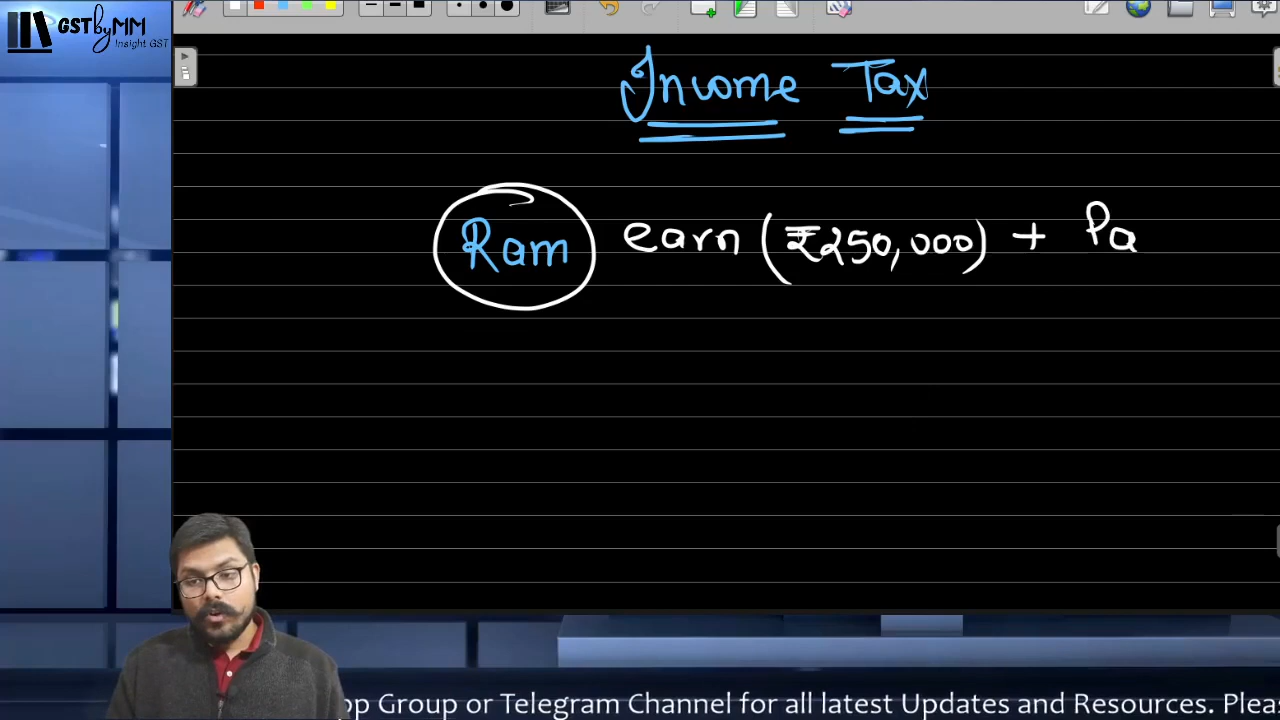 GSTbyMM
Insight GST
Income Tax
Ram earn (₹250,000) + Pa
pp Group or Telegram Channel for all latest Updates and Resources. Plea